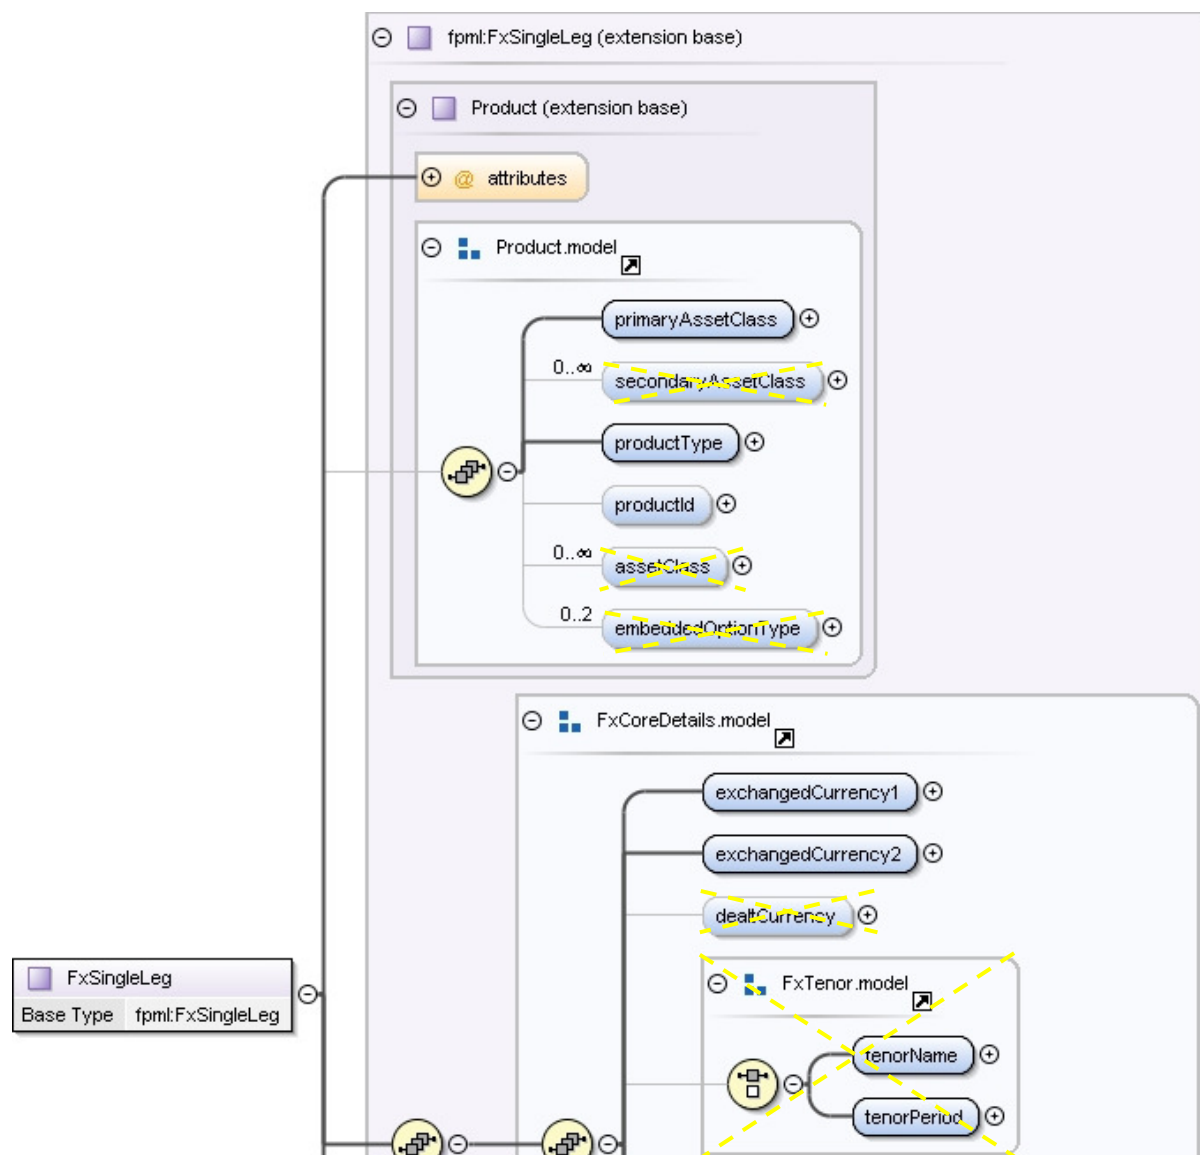 fpml:FxSingleLeg (extension base)
Product (extension base)
@ attributes
Product.model
primaryAssetClass
0..∞
secondaryAssetClass
productType
productId
0..∞
assetClass
0..2
embeddedOptionType
FxCoreDetails.model
exchangedCurrency1
exchangedCurrency2
dealtCurrency
FxSingleLeg
Base Type fpml:FxSingleLeg
FxTenor.model
tenorName
tenorPeriod